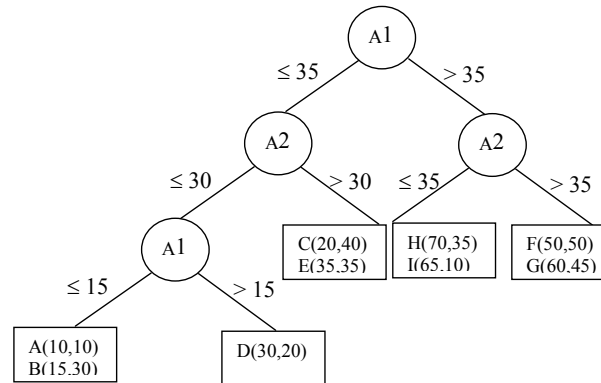 A1
≤ 35
> 35
A2
A2
≤ 30
> 30
≤ 35
> 35
A1
C(20,40)
E(35,35)
H(70,35)
I(65,10)
F(50,50)
G(60,45)
≤ 15
> 15
A(10,10)
B(15,30)
D(30,20)